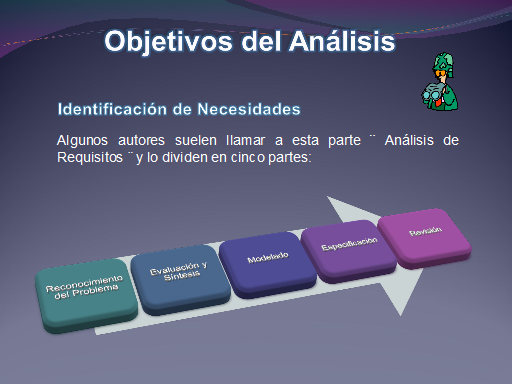 Objetivos del Análisis
Identificación de Necesidades
Algunos autores suelen llamar a esta parte ¨ Análisis de
Requisitos ¨ y lo dividen en cinco partes:
Reconocimiento
del Problema
Evaluación y
Síntesis
Modelado
Especificación
Revisión